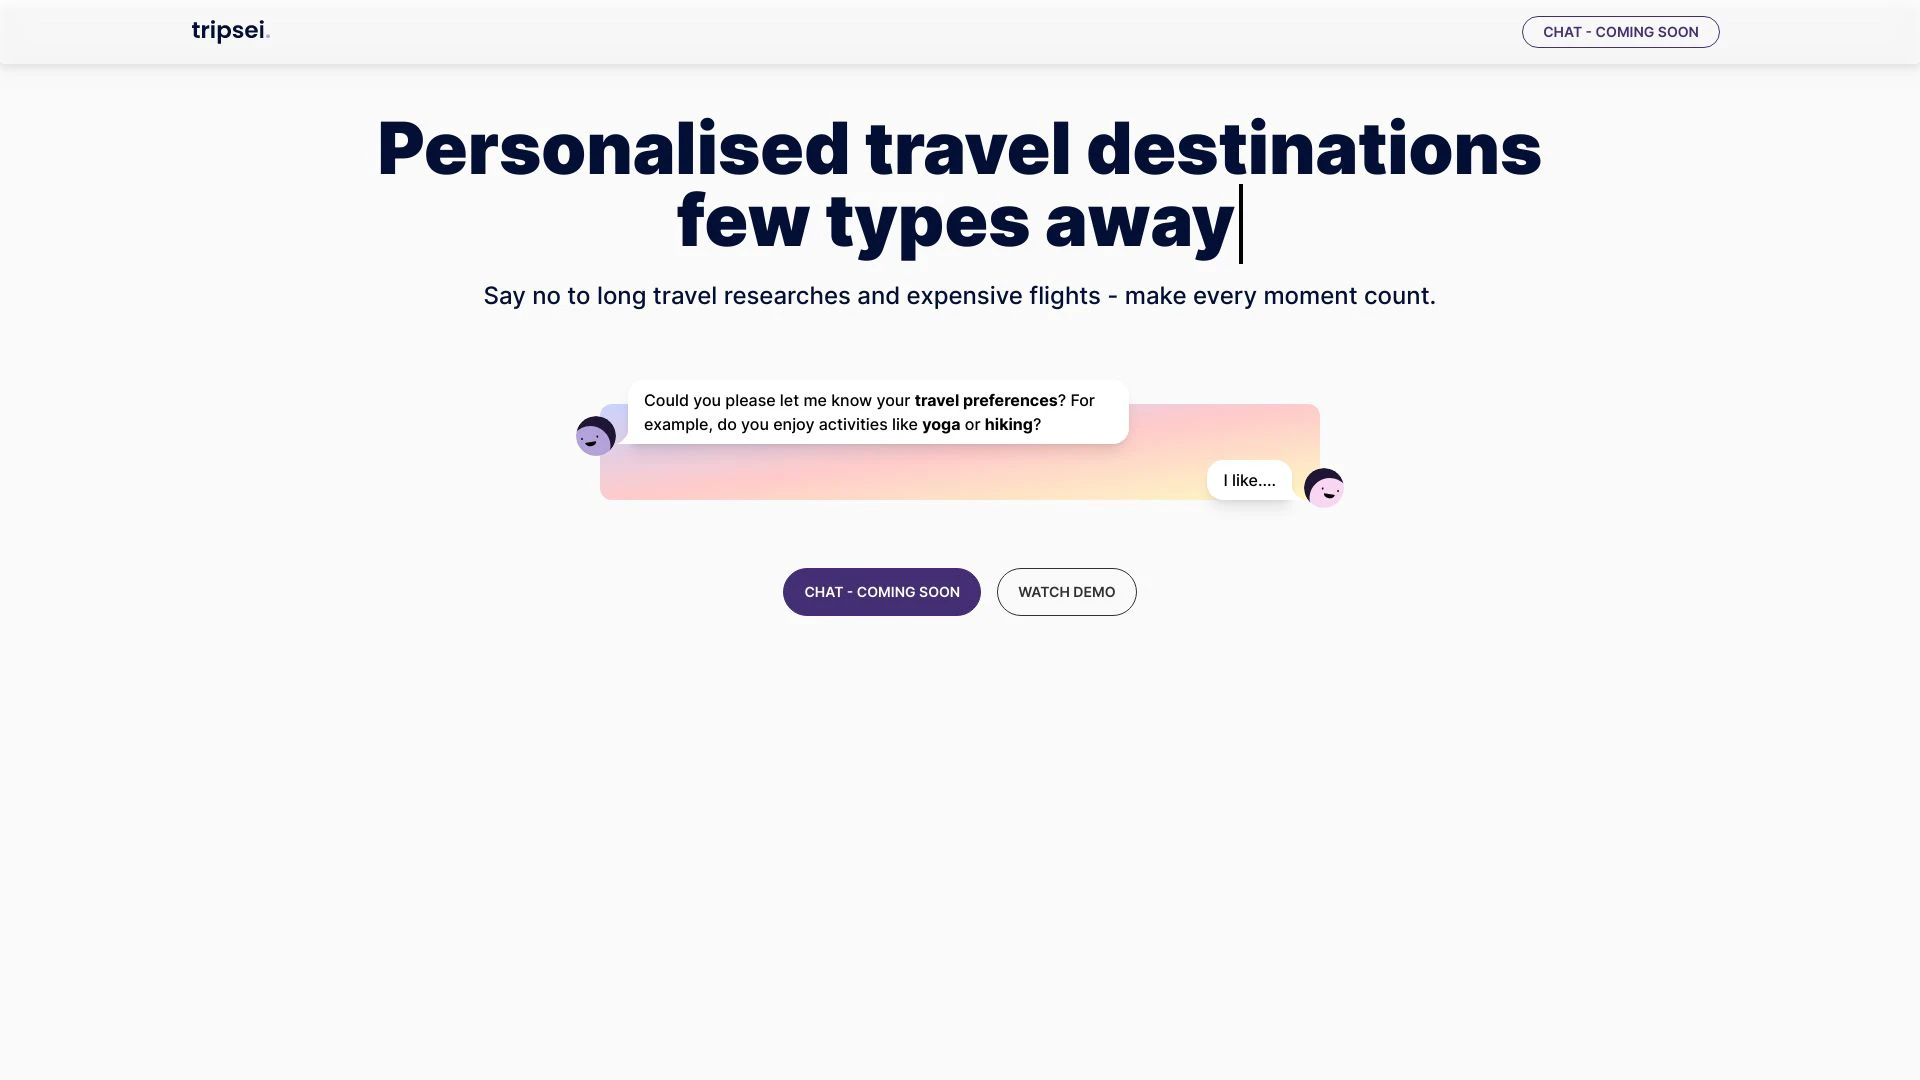 tripsei.
CHAT - COMING SOON
Personalised travel destinations
few types away
Say no to long travel researches and expensive flights - make every moment count.
Could you please let me know your travel preferences? For
example, do you enjoy activities like yoga or hiking?
I like....
CHAT - COMING SOON
WATCH DEMO